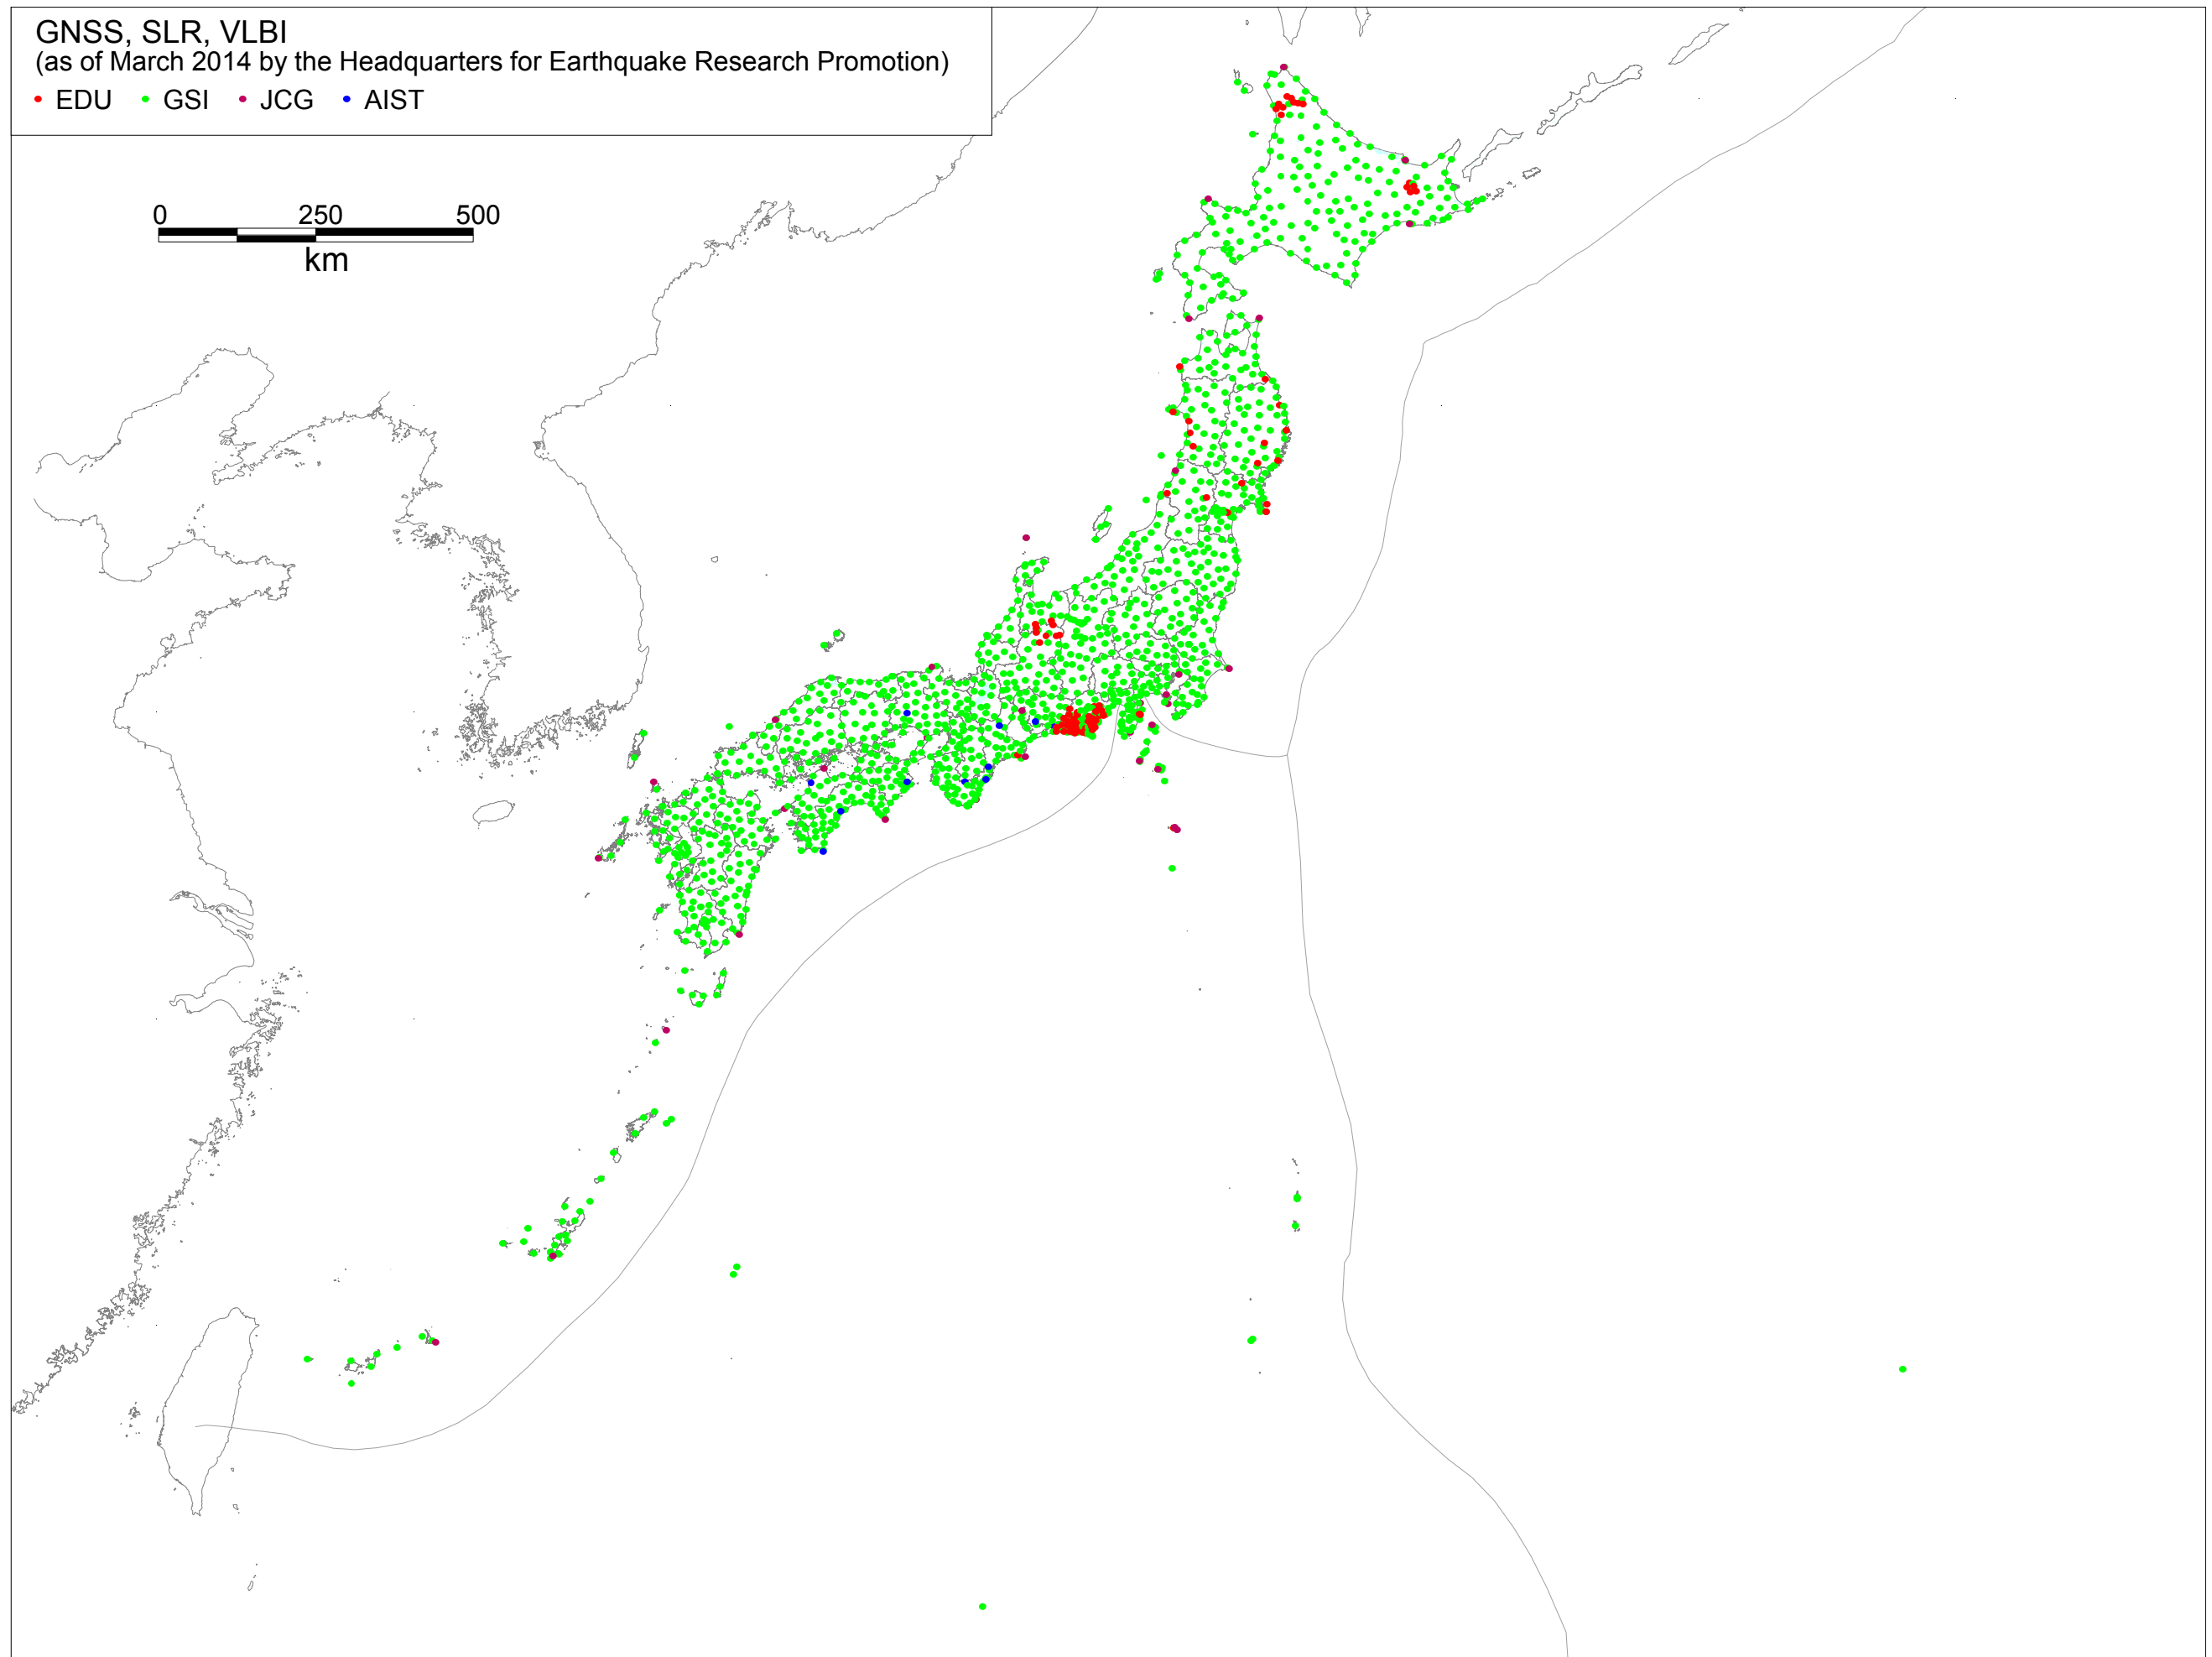 GNSS, SLR, VLBI
(as of March 2014 by the Headquarters for Earthquake Research Promotion)
EDU GSI JCG AIST
0 250 500
km